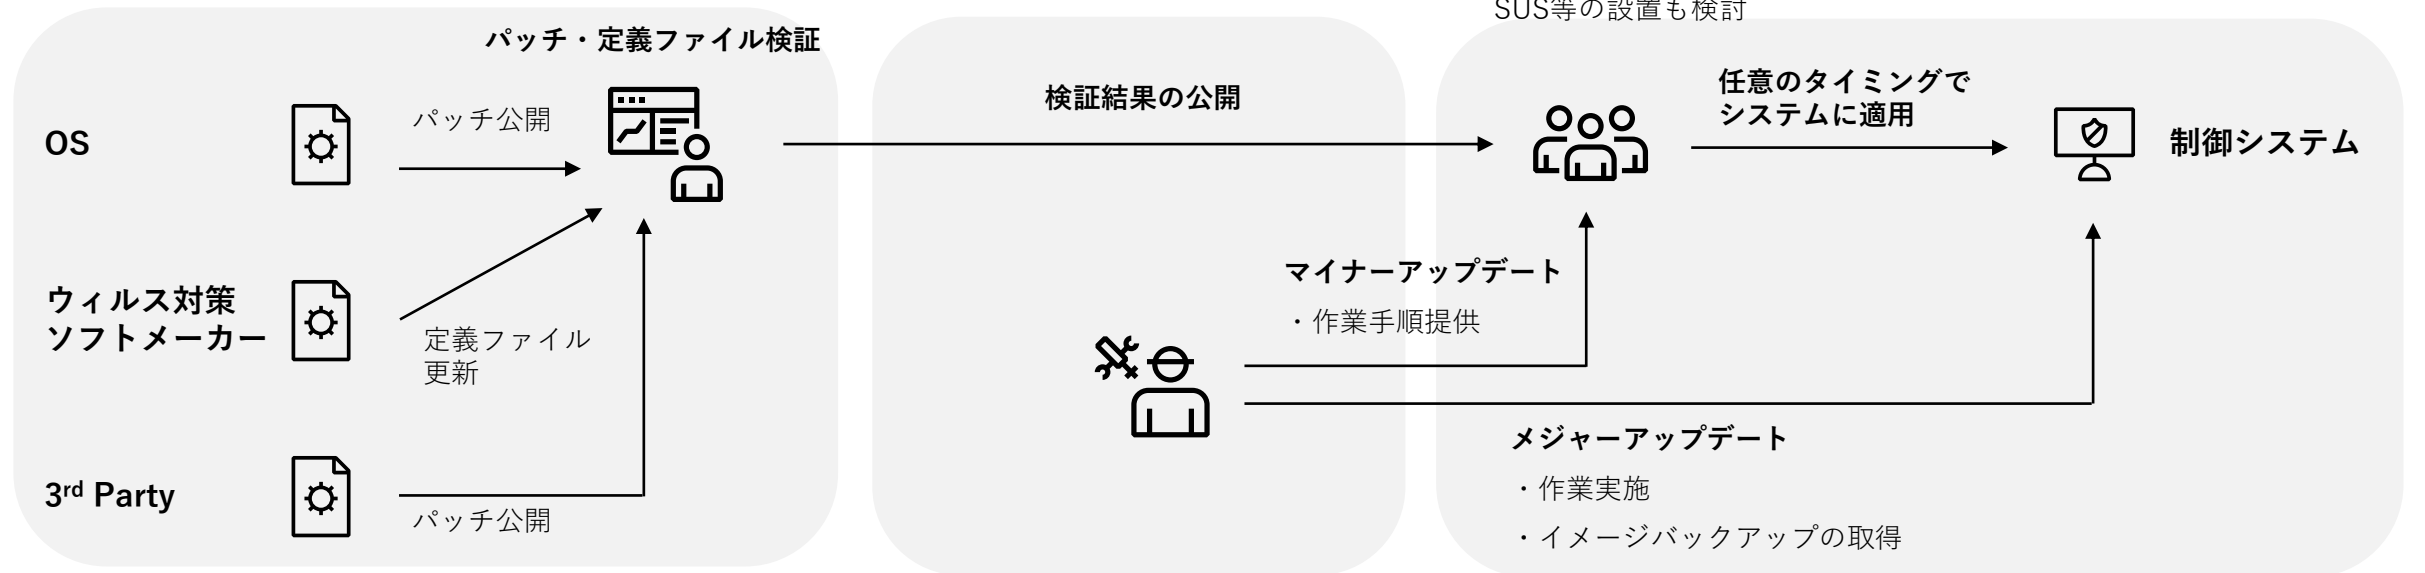 SUS等の設置も検討
パッチ・定義ファイル検証
OS
パッチ公開
ウィルス対策
ソフトメーカー
定義ファイル
更新
3rd Party
パッチ公開
検証結果の公開
任意のタイミングで
システムに適用
制御システム
マイナーアップデート
・作業手順提供
メジャーアップデート
・作業実施
・イメージバックアップの取得